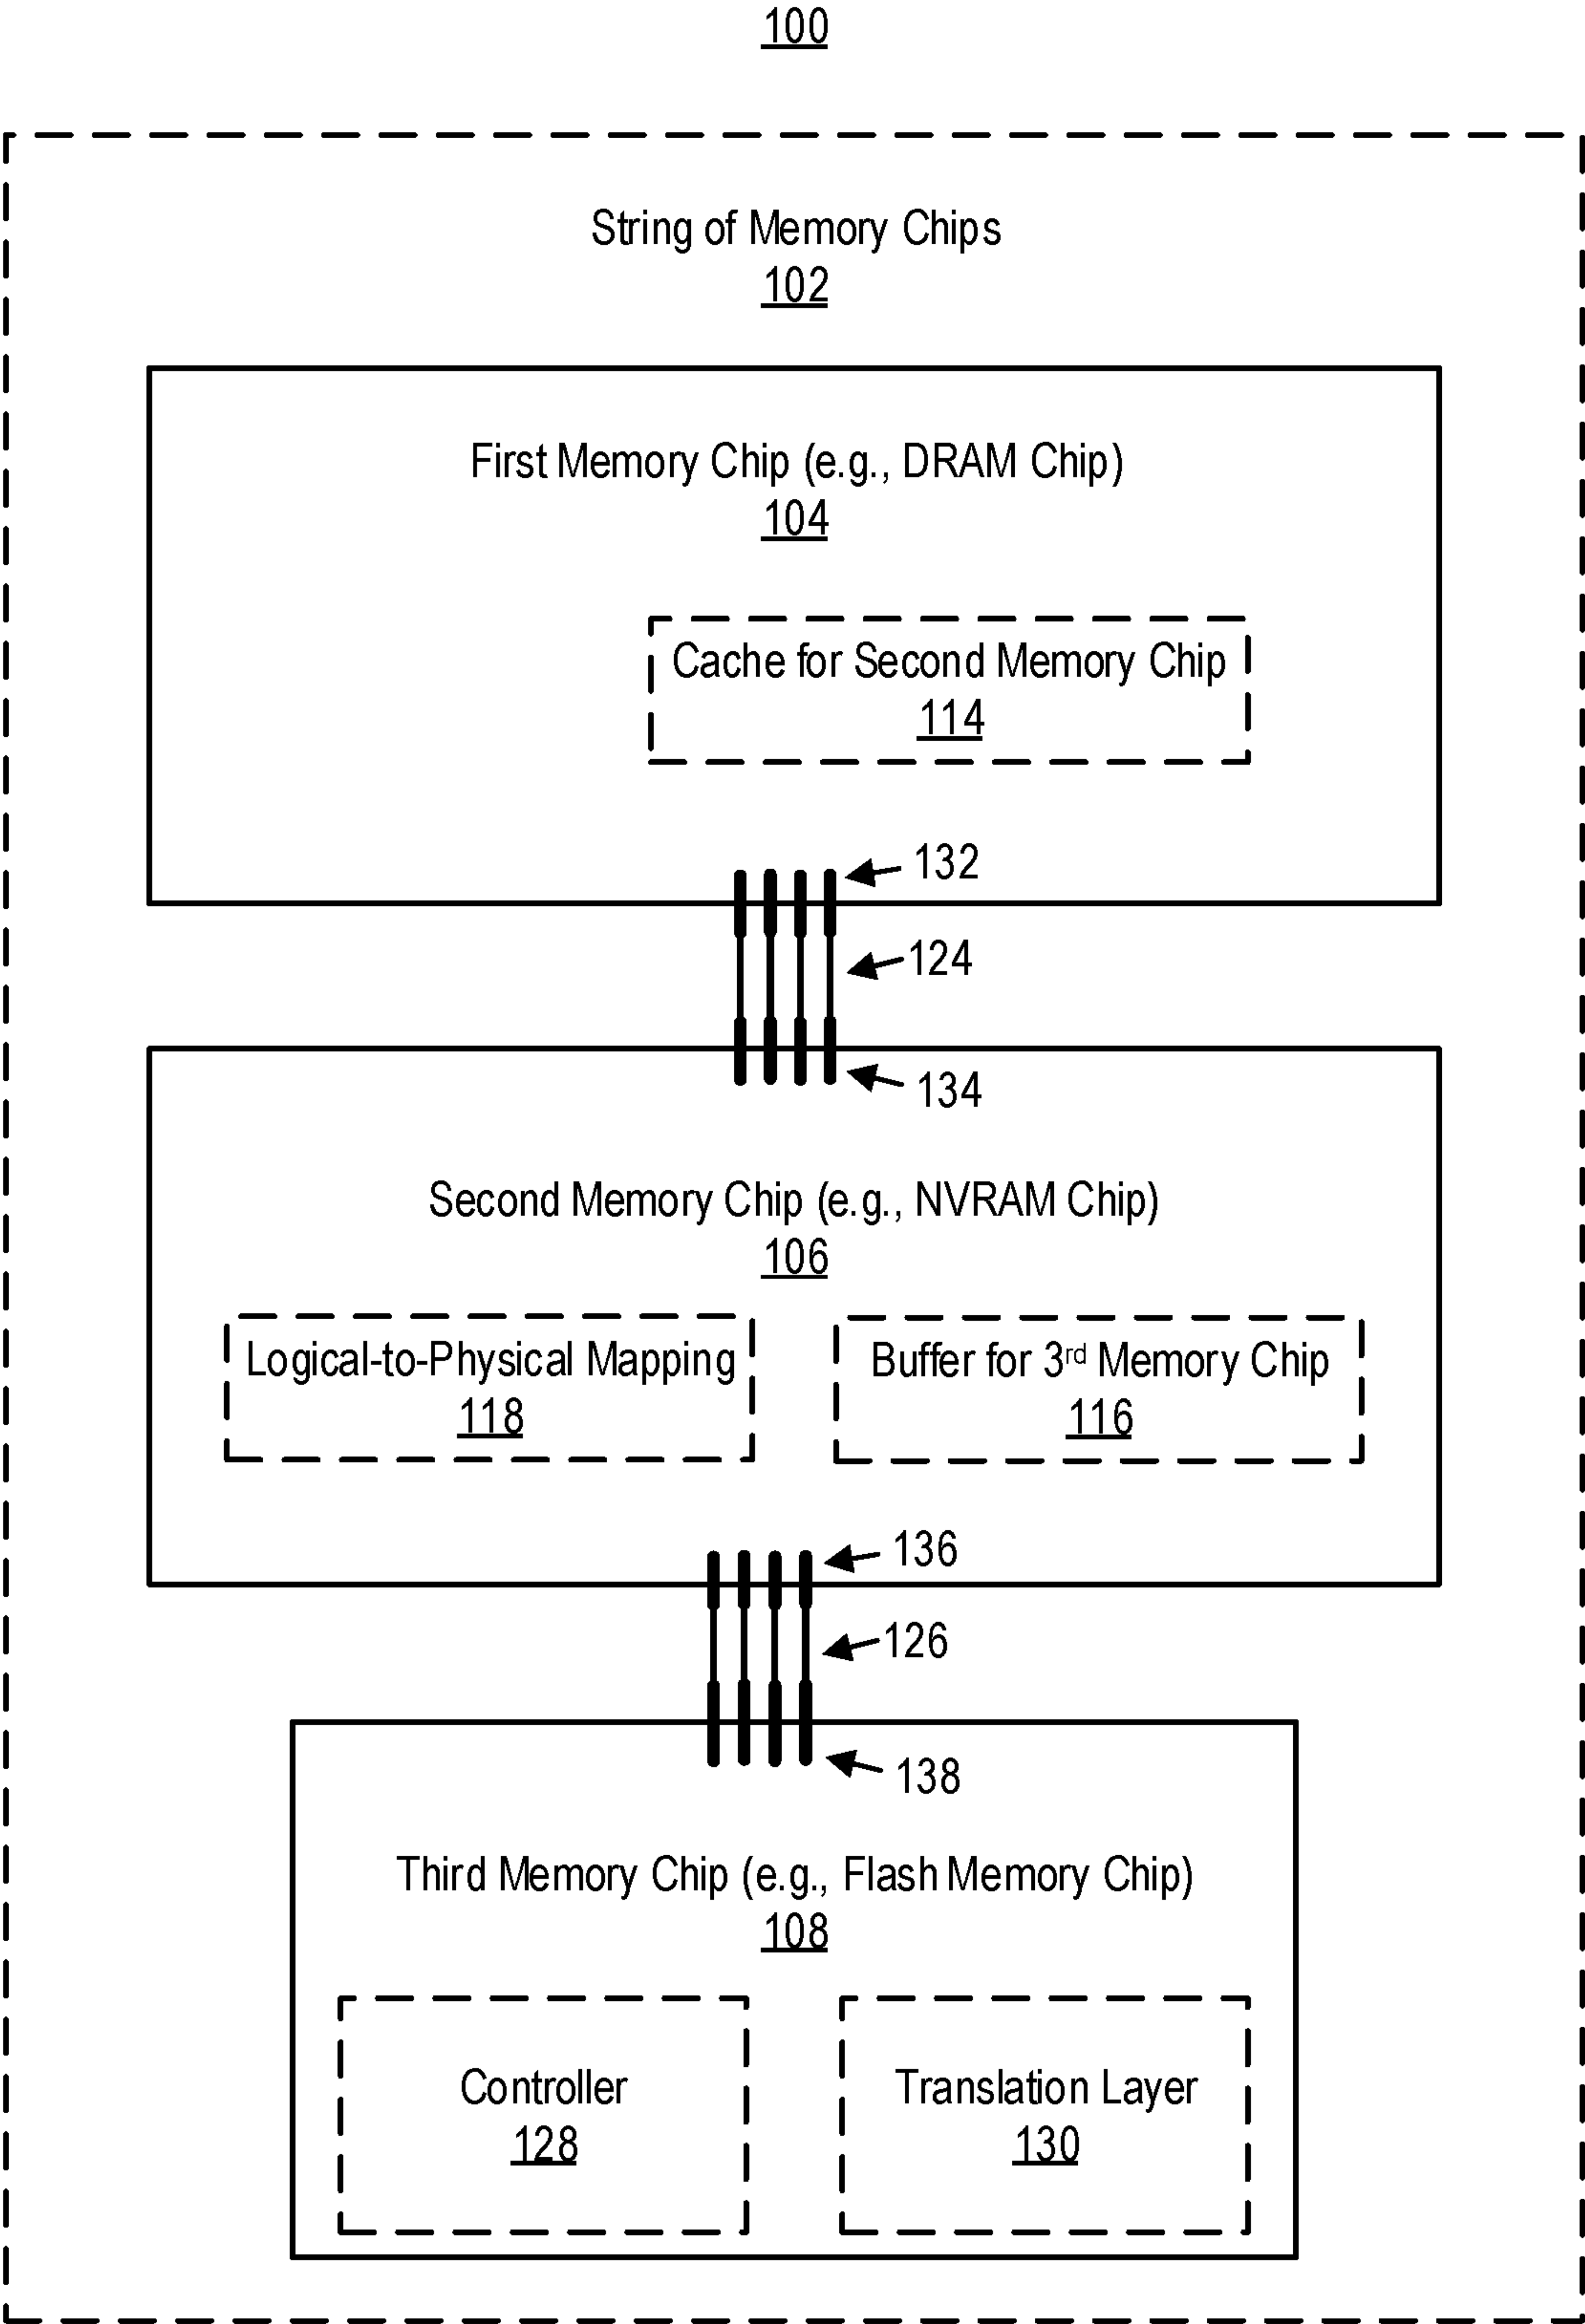 100
String of Memory Chips
102
First Memory Chip (e.g., DRAM Chip)
104
Cache for Second Memory Chip
114
132
124
134
Second Memory Chip (e.g., NVRAM Chip)
106
Logical-to-Physical Mapping
118
Buffer for 3rd Memory Chip
116
136
126
138
Third Memory Chip (e.g., Flash Memory Chip)
108
Controller
128
Translation Layer
130